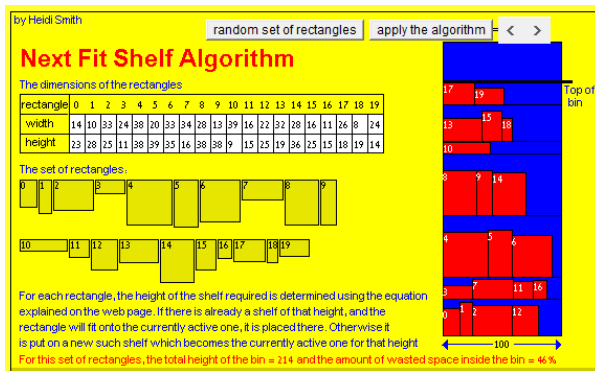 by Heidi Smith
random set of rectangles apply the algorithm < >
Next Fit Shelf Algorithm
The dimensions of the rectangles
rectangle 0 1 2 3 4 5 6 7 8 9 10 11 12 13 14 15 16 17 18 19
width 14 10 33 24 38 20 33 34 28 13 39 16 22 32 28 16 11 26 8 24
height 23 28 25 11 38 39 35 16 38 38 9 15 25 19 36 25 15 18 19 14
The set of rectangles:
0 1 2 3 4 5 6 7 8 9
10 11 12 13 14 15 16 17 18 19
For each rectangle, the height of the shelf required is determined using the equation
explained on the web page. If there is already a shelf of that height, and the
rectangle will fit onto the currently active one, it is placed there. Otherwise it
is put on a new such shelf which becomes the currently active one for that height
For this set of rectangles, the total height of the bin = 214 and the amount of wasted space inside the bin = 46 %
Top of
bin
17 19
13 15 18
10
8 9 14
4 5 6
3 7 11 16
0 1 2 12
100